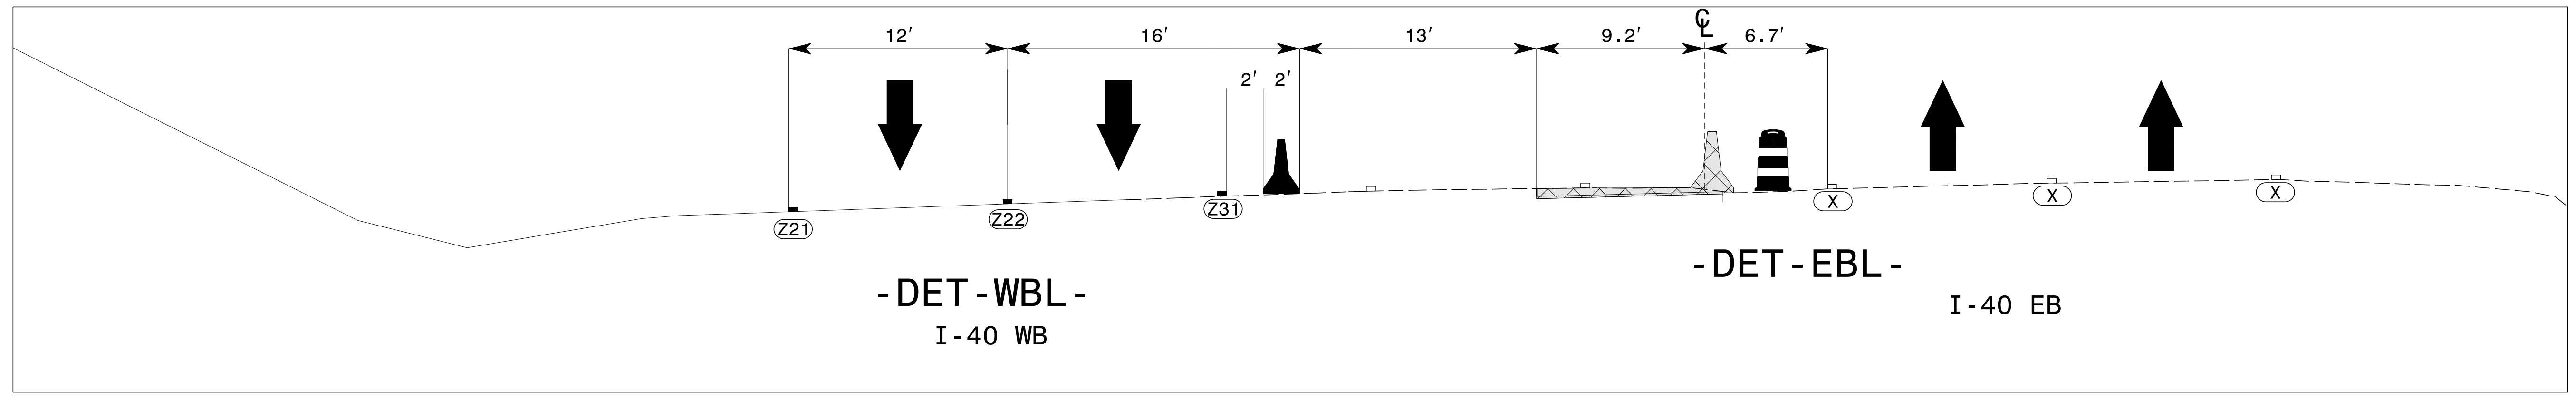 ℄
12' 16' 13' 9.2' 6.7'
2' 2'
Z21 Z22 Z31 X X X
-DET-WBL- -DET-EBL-
I-40 WB I-40 EB